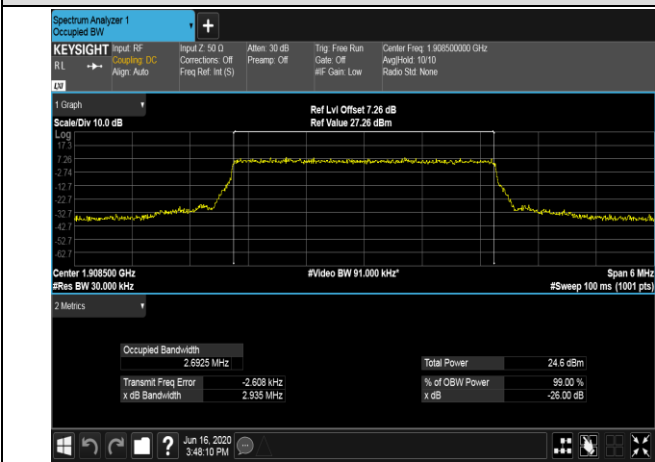 Spectrum Analyzer 1
Occupied BW
+
KEYSIGHT
RL
LXI
Input: RF
Coupling: DC
Align: Auto
Input Z: 50 Ω
Corrections: Off
Freq Ref: Int (S)
Atten: 30 dB
Preamp: Off
Trig: Free Run
Gate: Off
#IF Gain: Low
Center Freq: 1.908500000 GHz
Avg|Hold: 10/10
Radio Std: None
1 Graph
Scale/Div 10.0 dB
Ref Lvl Offset 7.26 dB
Ref Value 27.26 dBm
Log
17.3
7.26
-2.74
-12.7
-22.7
-32.7
-42.7
-52.7
-62.7
Center 1.908500 GHz
#Video BW 91.000 kHz*
Span 6 MHz
#Res BW 30.000 kHz
#Sweep 100 ms (1001 pts)
2 Metrics
Occupied Bandwidth
2.6925 MHz
Total Power 24.6 dBm
Transmit Freq Error -2.608 kHz
% of OBW Power 99.00 %
x dB Bandwidth 2.935 MHz
x dB -26.00 dB
?
Jun 16, 2020
3:48:10 PM